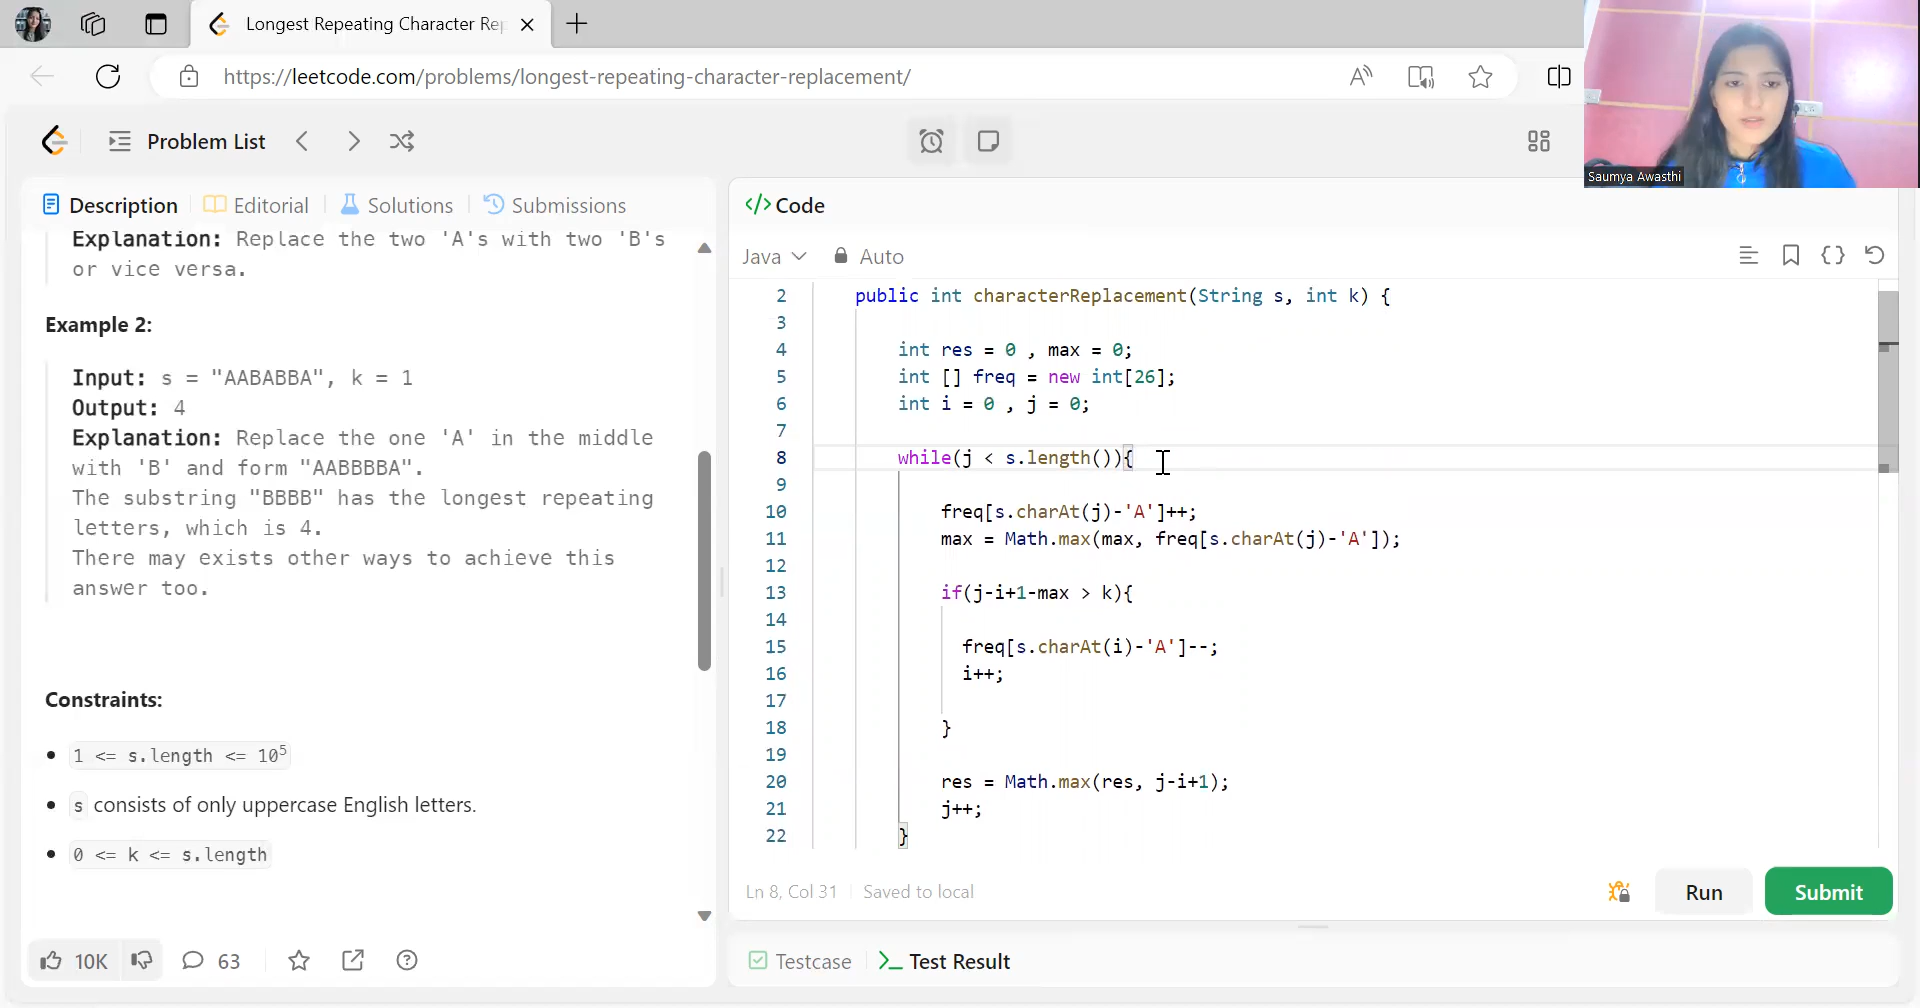 Longest Repeating Character Rep
https://leetcode.com/problems/longest-repeating-character-replacement/
Saumya Awasthi
Problem List
Description
Editorial
Solutions
Submissions
Explanation: Replace the two 'A's with two 'B's
or vice versa.
Example 2:
Input: s = "AABABBA", k = 1
Output: 4
Explanation: Replace the one 'A' in the middle
with 'B' and form "AABBBBA".
The substring "BBBB" has the longest repeating
letters, which is 4.
There may exists other ways to achieve this
answer too.
Constraints:
1 <= s.length <= 10⁵
s consists of only uppercase English letters.
0 <= k <= s.length
10K
63
</> Code
Java
Auto
2 public int characterReplacement(String s, int k) {
3
4 int res = 0 , max = 0;
5 int [] freq = new int[26];
6 int i = 0 , j = 0;
7
8 while(j < s.length()){
9
10 freq[s.charAt(j)-'A']++;
11 max = Math.max(max, freq[s.charAt(j)-'A']);
12
13 if(j-i+1-max > k){
14
15 freq[s.charAt(i)-'A']--;
16 i++;
17
18 }
19
20 res = Math.max(res, j-i+1);
21 j++;
22 }
Ln 8, Col 31
Saved to local
Run
Submit
Testcase
Test Result